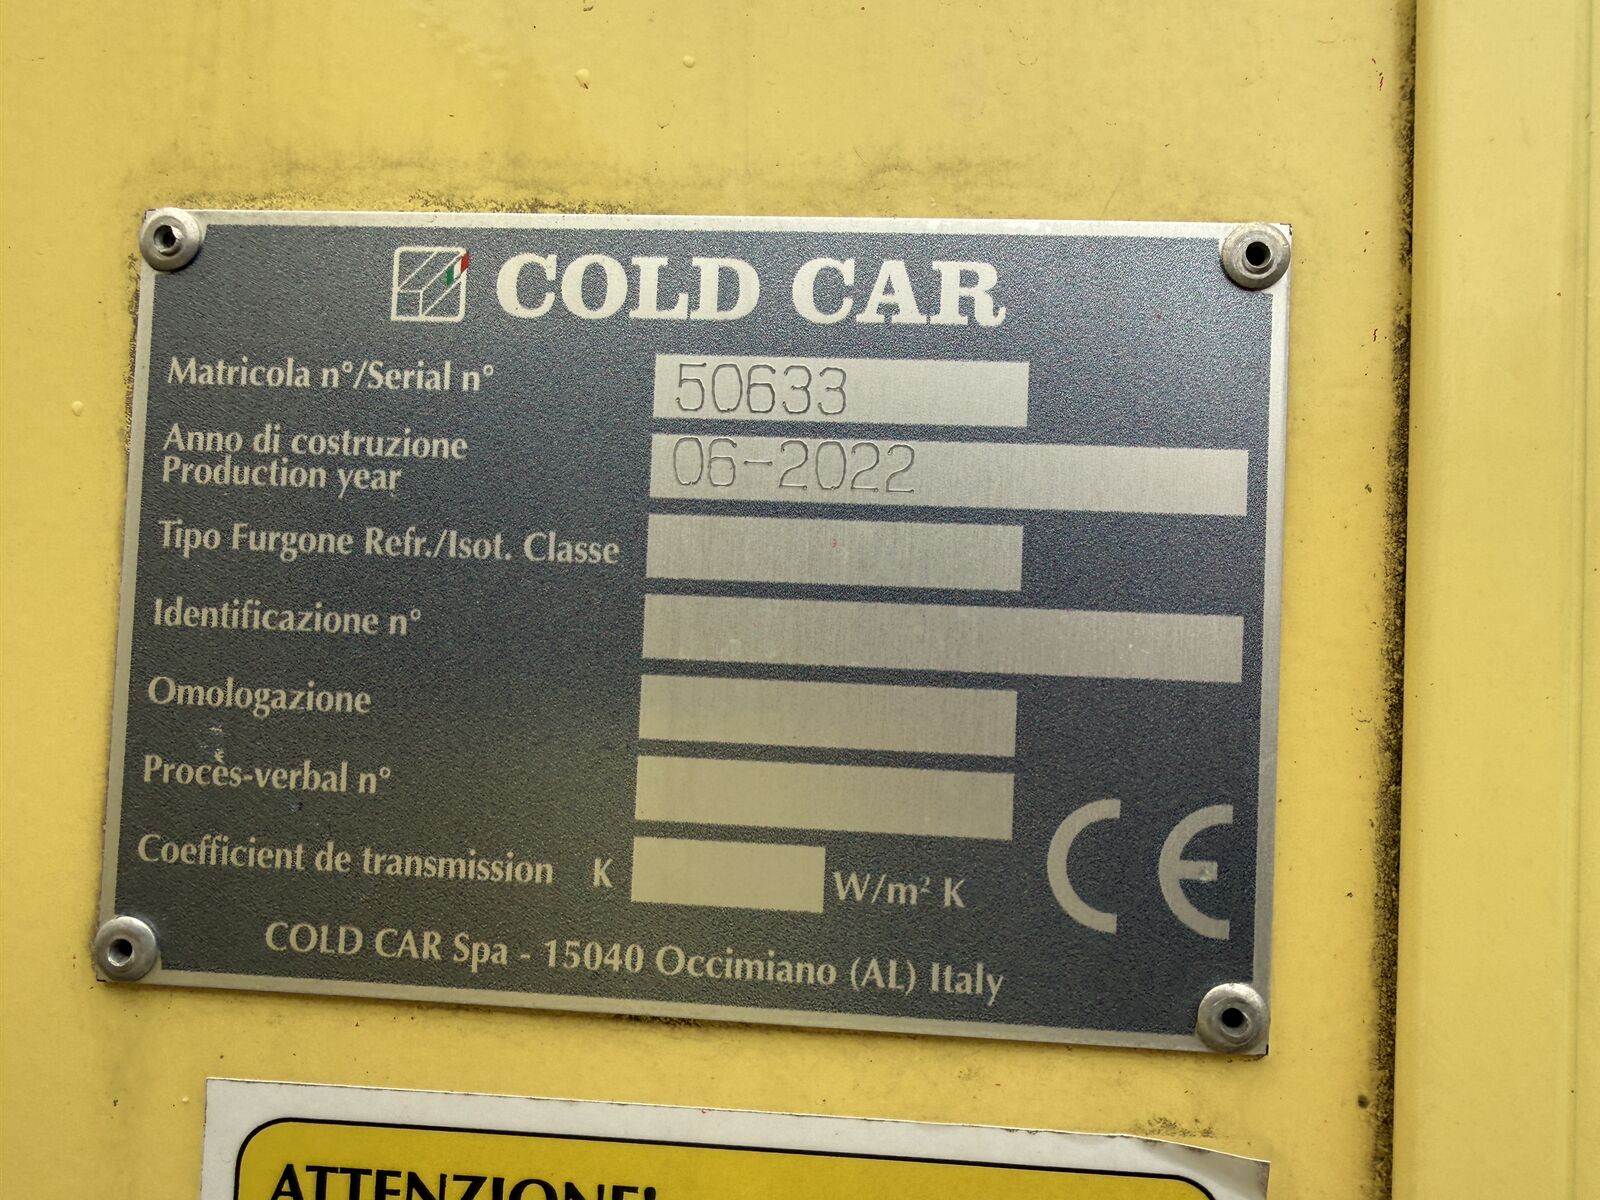 COLD CAR
Matricola n°/Serial n° 50633
Anno di costruzione
Production year 06-2022
Tipo Furgone Refr./Isot. Classe
Identificazione n°
Omologazione
Procès-verbal n°
Coefficient de transmission K W/m² K
CE
COLD CAR Spa - 15040 Occimiano (AL) Italy
ATTENZIONE!